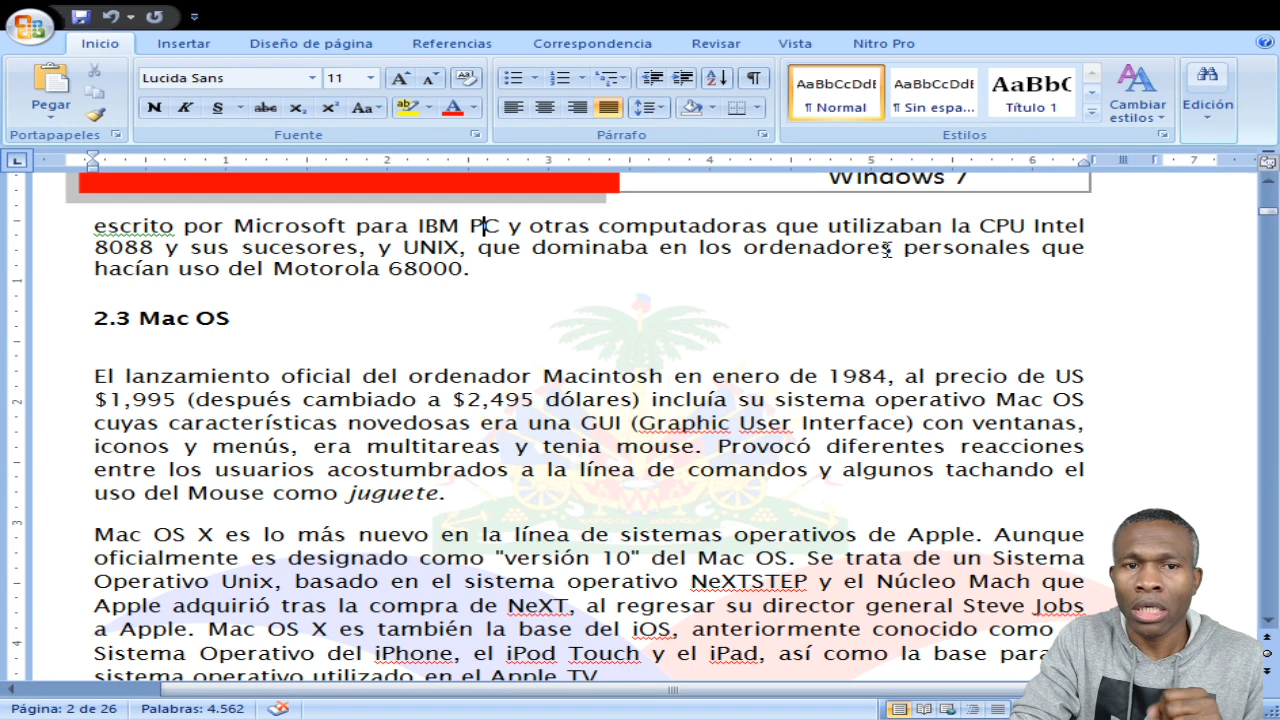 Inicio Insertar Diseño de página Referencias Correspondencia Revisar Vista Nitro Pro
Lucida Sans 11
AaBbCcDdE AaBbCcDdE AaBbC
Pegar
N K S abc X₂ X² Aa
¶ Normal ¶ Sin espa... Título 1
Cambiar estilos
Edición
Portapapeles Fuente Párrafo Estilos
1 2 3 4 5 6 7
Windows 7
escrito por Microsoft para IBM PC y otras computadoras que utilizaban la CPU Intel
8088 y sus sucesores, y UNIX, que dominaba en los ordenadores personales que
hacían uso del Motorola 68000.
2.3 Mac OS
El lanzamiento oficial del ordenador Macintosh en enero de 1984, al precio de US
$1,995 (después cambiado a $2,495 dólares) incluía su sistema operativo Mac OS
cuyas características novedosas era una GUI (Graphic User Interface) con ventanas,
iconos y menús, era multitareas y tenia mouse. Provocó diferentes reacciones
entre los usuarios acostumbrados a la línea de comandos y algunos tachando el
uso del Mouse como juguete.
Mac OS X es lo más nuevo en la línea de sistemas operativos de Apple. Aunque
oficialmente es designado como "versión 10" del Mac OS. Se trata de un Sistema
Operativo Unix, basado en el sistema operativo NeXTSTEP y el Núcleo Mach que
Apple adquirió tras la compra de NeXT, al regresar su director general Steve Jobs
a Apple. Mac OS X es también la base del iOS, anteriormente conocido como
Sistema Operativo del iPhone, el iPod Touch y el iPad, así como la base para
sistema operativo utilizado en el Apple TV
Página: 2 de 26 Palabras: 4.562